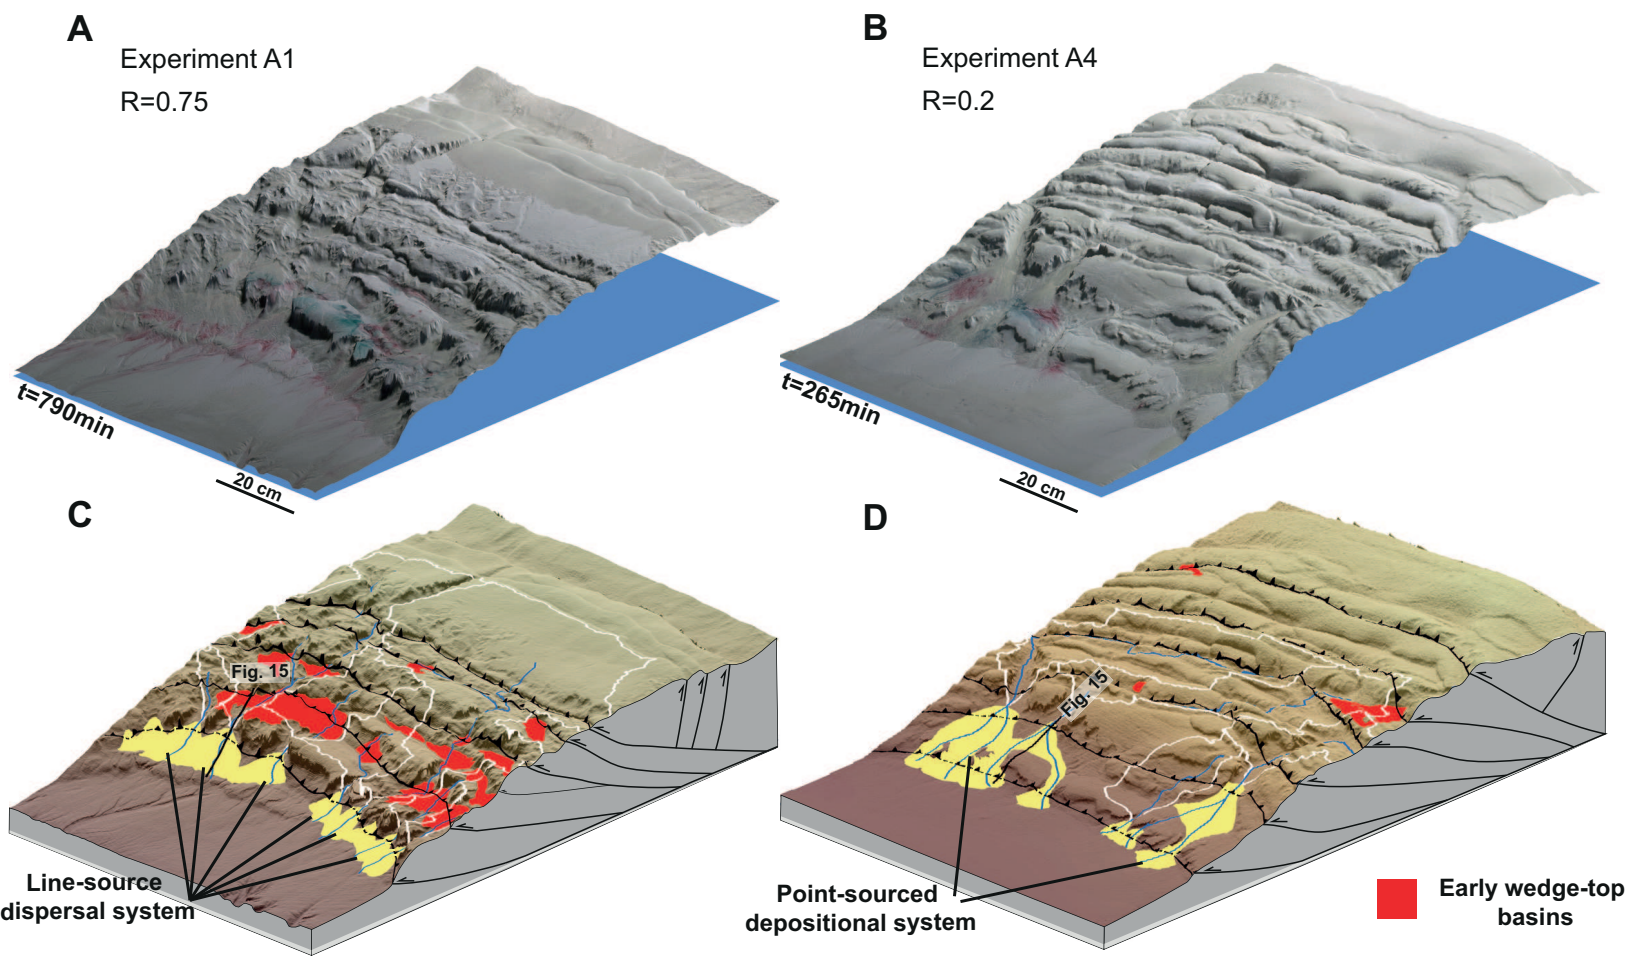 A
Experiment A1
R=0.75
t=790min
20 cm
B
Experiment A4
R=0.2
t=265min
20 cm
C
Fig. 15
Line-source
dispersal system
D
Fig. 15
Point-sourced
depositional system
Early wedge-top
basins